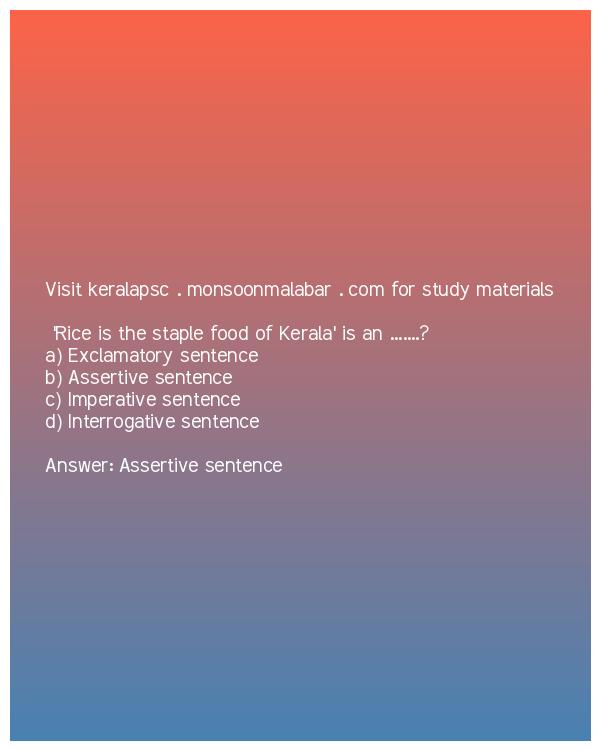 Visit keralapsc . monsoonmalabar . com for study materials
'Rice is the staple food of Kerala' is an .......?
a) Exclamatory sentence
b) Assertive sentence
c) Imperative sentence
d) Interrogative sentence
Answer: Assertive sentence